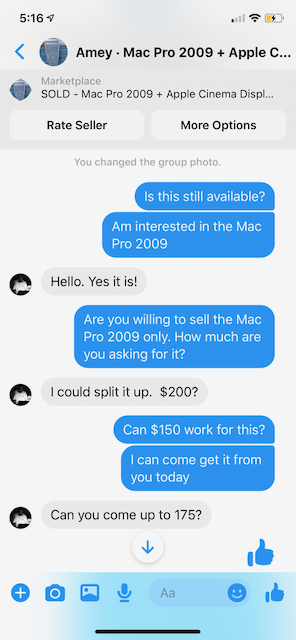 5:16
Amey · Mac Pro 2009 + Apple C...
Marketplace
SOLD - Mac Pro 2009 + Apple Cinema Displ...
Rate Seller
More Options
You changed the group photo.
Is this still available?
Am interested in the Mac
Pro 2009
Hello. Yes it is!
Are you willing to sell the Mac
Pro 2009 only. How much are
you asking for it?
I could split it up.  $200?
Can $150 work for this?
I can come get it from
you today
Can you come up to 175?
Aa